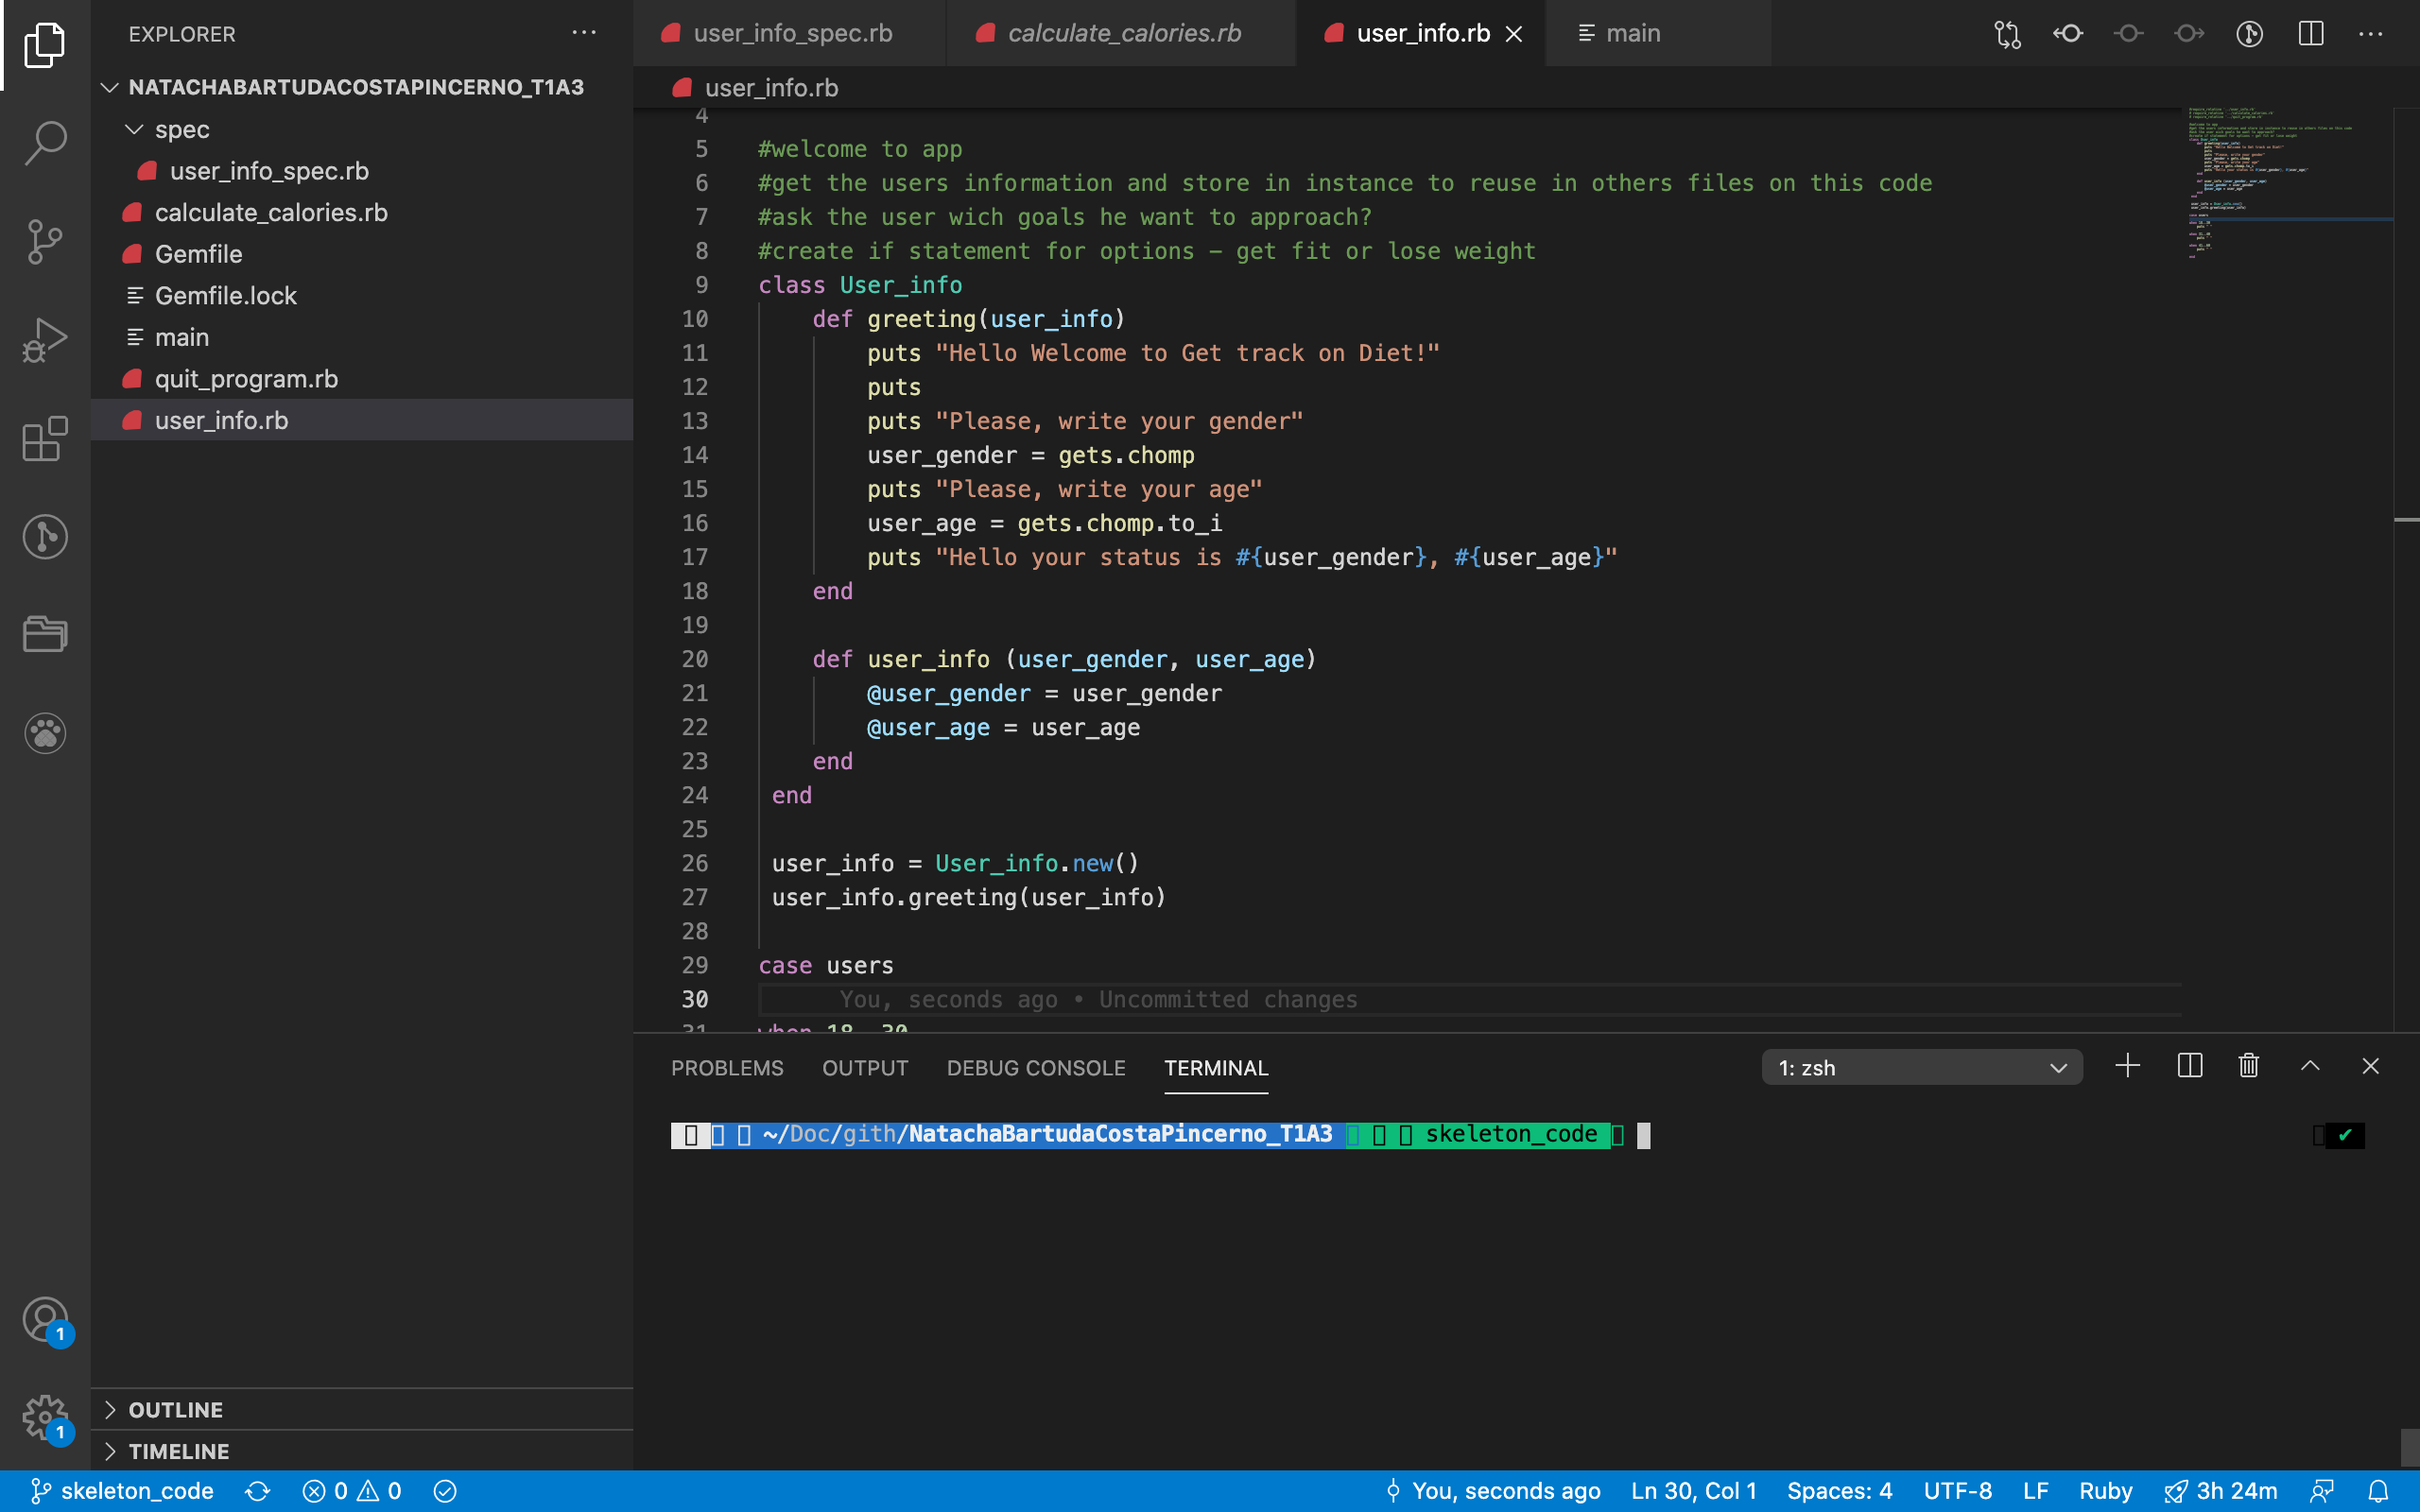 EXPLORER
NATACHABARTUDACOSTAPINCERNO_T1A3
spec
user_info_spec.rb
calculate_calories.rb
Gemfile
Gemfile.lock
main
quit_program.rb
user_info.rb
OUTLINE
TIMELINE
user_info_spec.rb
calculate_calories.rb
user_info.rb
main
user_info.rb
4
5 #welcome to app
6 #get the users information and store in instance to reuse in others files on this code
7 #ask the user wich goals he want to approach?
8 #create if statement for options – get fit or lose weight
9 class User_info
10 def greeting(user_info)
11 puts "Hello Welcome to Get track on Diet!"
12 puts
13 puts "Please, write your gender"
14 user_gender = gets.chomp
15 puts "Please, write your age"
16 user_age = gets.chomp.to_i
17 puts "Hello your status is #{user_gender}, #{user_age}"
18 end
19
20 def user_info (user_gender, user_age)
21 @user_gender = user_gender
22 @user_age = user_age
23 end
24 end
25
26 user_info = User_info.new()
27 user_info.greeting(user_info)
28
29 case users
30 You, seconds ago • Uncommitted changes
31 when 18..30
PROBLEMS OUTPUT DEBUG CONSOLE TERMINAL
1: zsh
~/Doc/gith/NatachaBartudaCostaPincerno_T1A3 skeleton_code
1
1
skeleton_code 0 0 You, seconds ago Ln 30, Col 1 Spaces: 4 UTF-8 LF Ruby 3h 24m